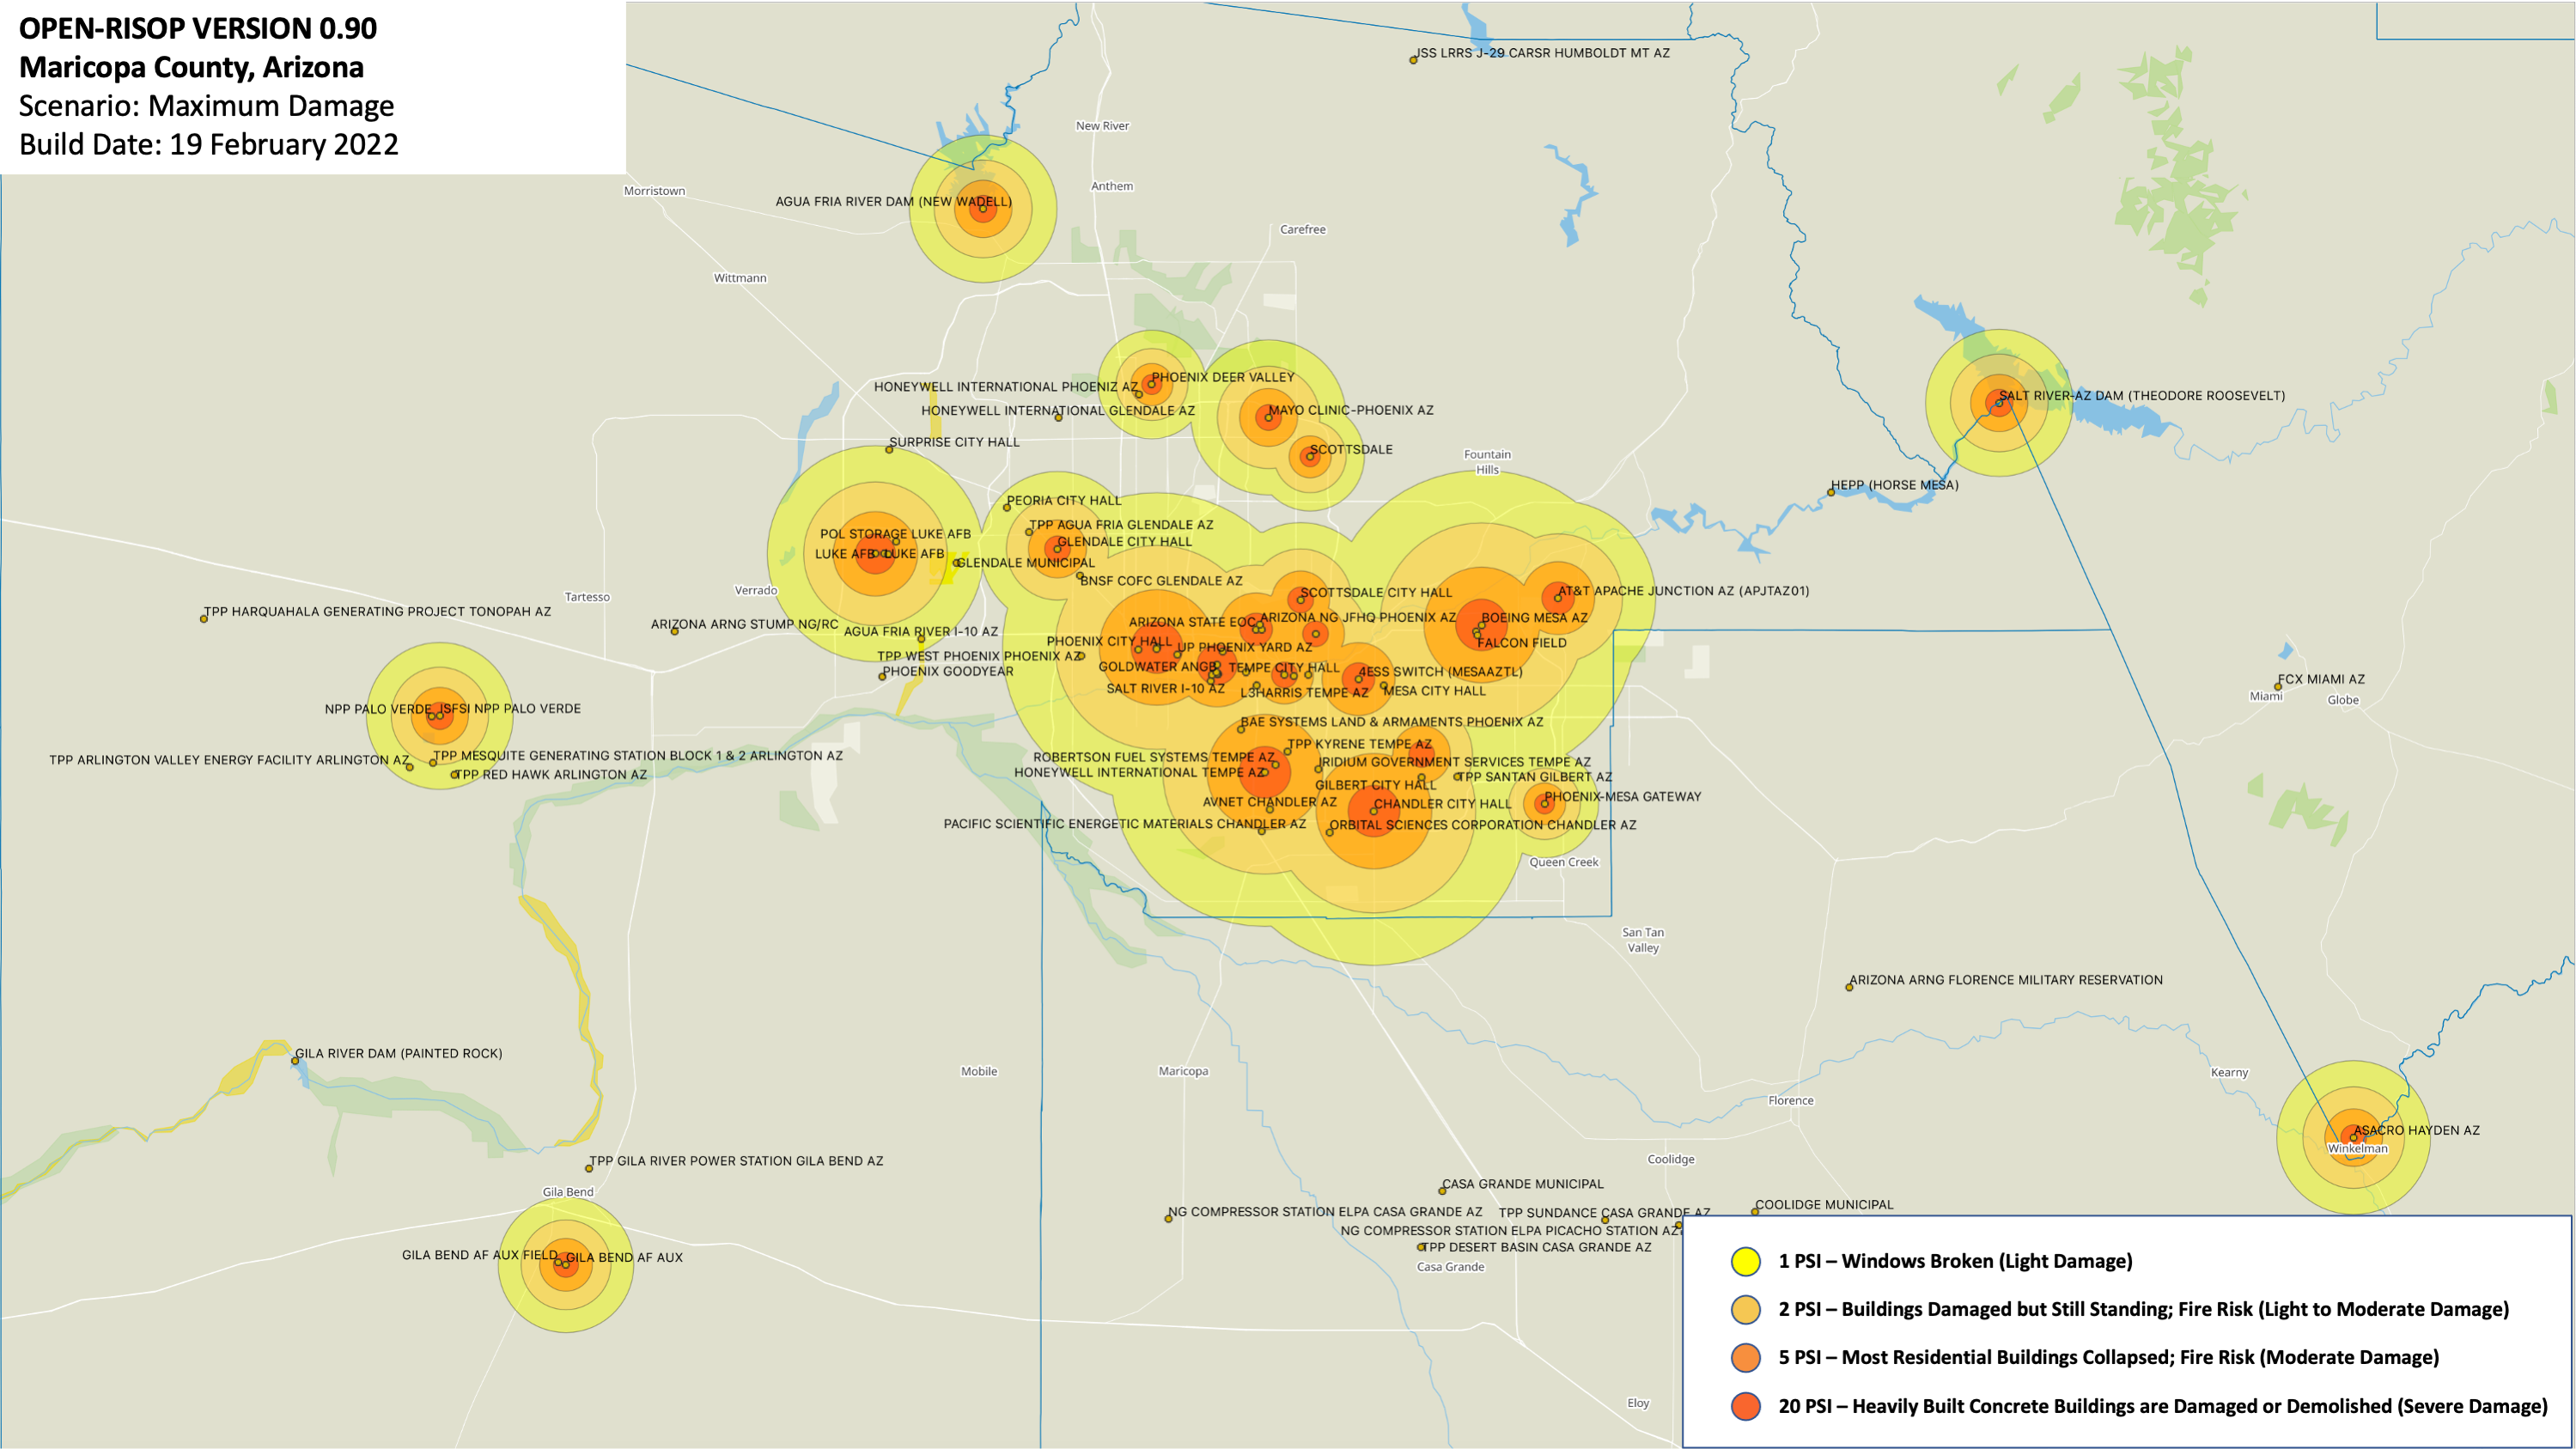 OPEN-RISOP VERSION 0.90
Maricopa County, Arizona
Scenario: Maximum Damage
Build Date: 19 February 2022
JSS LRRS J-29 CARSR HUMBOLDT MT AZ
New River
Morristown
Anthem
AGUA FRIA RIVER DAM (NEW WADELL)
Carefree
Wittmann
PHOENIX DEER VALLEY
HONEYWELL INTERNATIONAL PHOENIZ AZ
SALT RIVER-AZ DAM (THEODORE ROOSEVELT)
HONEYWELL INTERNATIONAL GLENDALE AZ
MAYO CLINIC-PHOENIX AZ
SURPRISE CITY HALL
SCOTTSDALE
Fountain
Hills
HEPP (HORSE MESA)
PEORIA CITY HALL
TPP AGUA FRIA GLENDALE AZ
POL STORAGE LUKE AFB
GLENDALE CITY HALL
LUKE AFB
LUKE AFB
GLENDALE MUNICIPAL
BNSF COFC GLENDALE AZ
Verrado
Tartesso
SCOTTSDALE CITY HALL
AT&T APACHE JUNCTION AZ (APJTAZ01)
TPP HARQUAHALA GENERATING PROJECT TONOPAH AZ
ARIZONA ARNG STUMP NG/RC
AGUA FRIA RIVER I-10 AZ
ARIZONA STATE EOC
ARIZONA NG JFHQ PHOENIX AZ
BOEING MESA AZ
PHOENIX CITY HALL
UP PHOENIX YARD AZ
FALCON FIELD
TPP WEST PHOENIX PHOENIX AZ
PHOENIX GOODYEAR
GOLDWATER ANGB
TEMPE CITY HALL
4ESS SWITCH (MESAAZTL)
FCX MIAMI AZ
SALT RIVER I-10 AZ
L3HARRIS TEMPE AZ
MESA CITY HALL
Miami
Globe
NPP PALO VERDE
ISFSI NPP PALO VERDE
BAE SYSTEMS LAND & ARMAMENTS PHOENIX AZ
TPP KYRENE TEMPE AZ
TPP ARLINGTON VALLEY ENERGY FACILITY ARLINGTON AZ
TPP MESQUITE GENERATING STATION BLOCK 1 & 2 ARLINGTON AZ
ROBERTSON FUEL SYSTEMS TEMPE AZ
IRIDIUM GOVERNMENT SERVICES TEMPE AZ
TPP RED HAWK ARLINGTON AZ
HONEYWELL INTERNATIONAL TEMPE AZ
TPP SANTAN GILBERT AZ
GILBERT CITY HALL
PHOENIX-MESA GATEWAY
AVNET CHANDLER AZ
CHANDLER CITY HALL
PACIFIC SCIENTIFIC ENERGETIC MATERIALS CHANDLER AZ
ORBITAL SCIENCES CORPORATION CHANDLER AZ
Queen Creek
San Tan
Valley
ARIZONA ARNG FLORENCE MILITARY RESERVATION
GILA RIVER DAM (PAINTED ROCK)
Mobile
Maricopa
Kearny
Florence
ASACRO HAYDEN AZ
Winkelman
TPP GILA RIVER POWER STATION GILA BEND AZ
Coolidge
Gila Bend
CASA GRANDE MUNICIPAL
COOLIDGE MUNICIPAL
NG COMPRESSOR STATION ELPA CASA GRANDE AZ
TPP SUNDANCE CASA GRANDE AZ
NG COMPRESSOR STATION ELPA PICACHO STATION AZ
GILA BEND AF AUX FIELD
GILA BEND AF AUX
TPP DESERT BASIN CASA GRANDE AZ
Casa Grande
Eloy
1 PSI – Windows Broken (Light Damage)
2 PSI – Buildings Damaged but Still Standing; Fire Risk (Light to Moderate Damage)
5 PSI – Most Residential Buildings Collapsed; Fire Risk (Moderate Damage)
20 PSI – Heavily Built Concrete Buildings are Damaged or Demolished (Severe Damage)